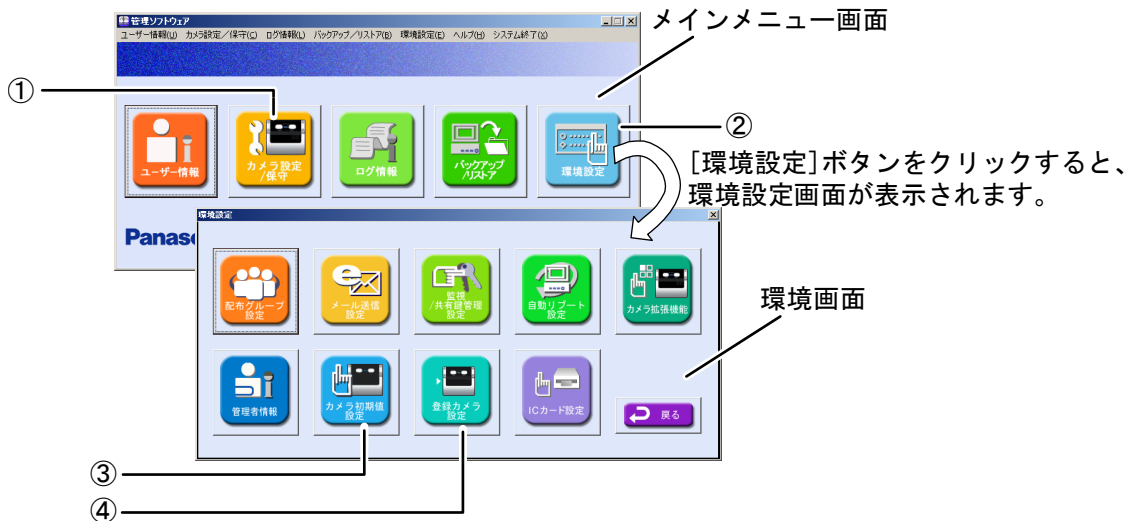 管理ソフトウェア
メインメニュー画面
ユーザー情報(U) カメラ設定／保守(C) ログ情報(L) バックアップ／リストア(B) 環境設定(E) ヘルプ(H) システム終了(X)
①
②
ユーザー情報
カメラ設定
/保守
ログ情報
バックアップ
/リストア
環境設定
[環境設定]ボタンをクリックすると、
環境設定画面が表示されます。
環境設定
Panas
環境画面
配布グループ
設定
メール送信
設定
監視
/共有鍵管理
設定
自動リブート
設定
カメラ拡張機能
管理者情報
カメラ初期値
設定
登録カメラ
設定
ICカード設定
戻る
③
④